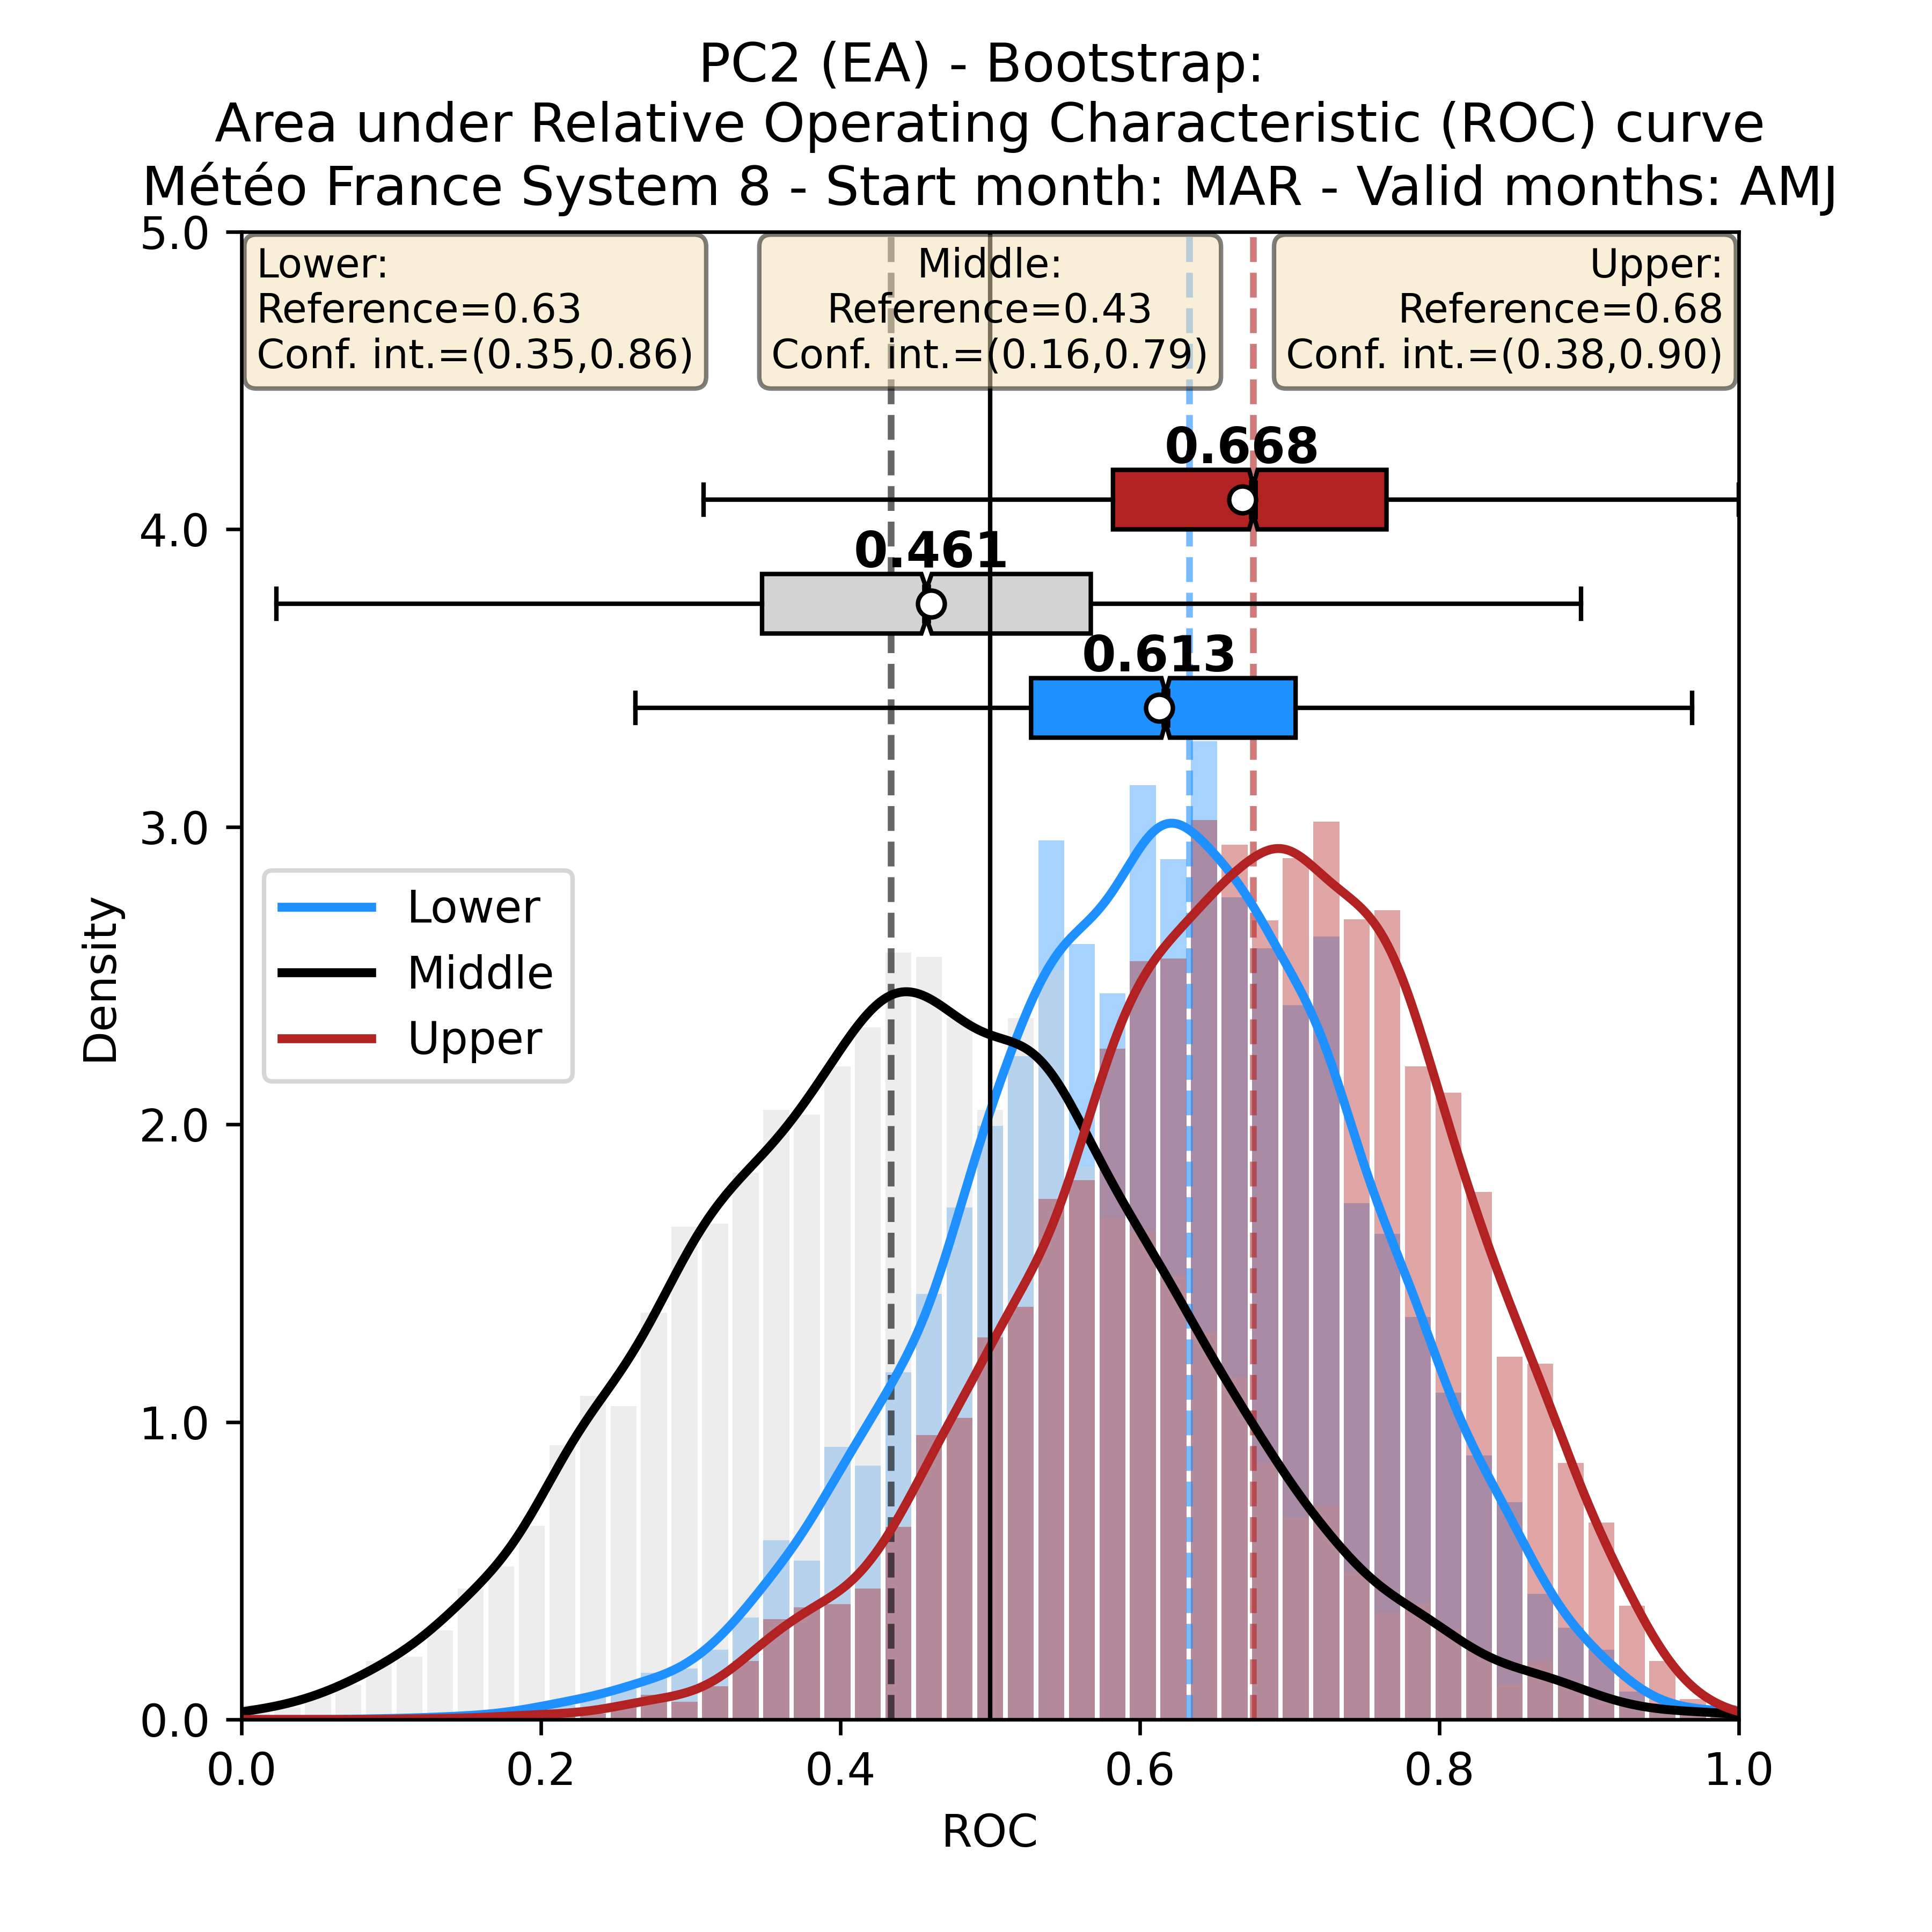 PC2 (EA) - Bootstrap:
Area under Relative Operating Characteristic (ROC) curve
Météo France System 8 - Start month: MAR - Valid months: AMJ
Lower:
Reference=0.63
Conf. int.=(0.35,0.86)
Middle:
Reference=0.43
Conf. int.=(0.16,0.79)
Upper:
Reference=0.68
Conf. int.=(0.38,0.90)
0.668
0.461
0.613
Lower
Middle
Upper
Density
5.0
4.0
3.0
2.0
1.0
0.0
0.0 0.2 0.4 0.6 0.8 1.0
ROC